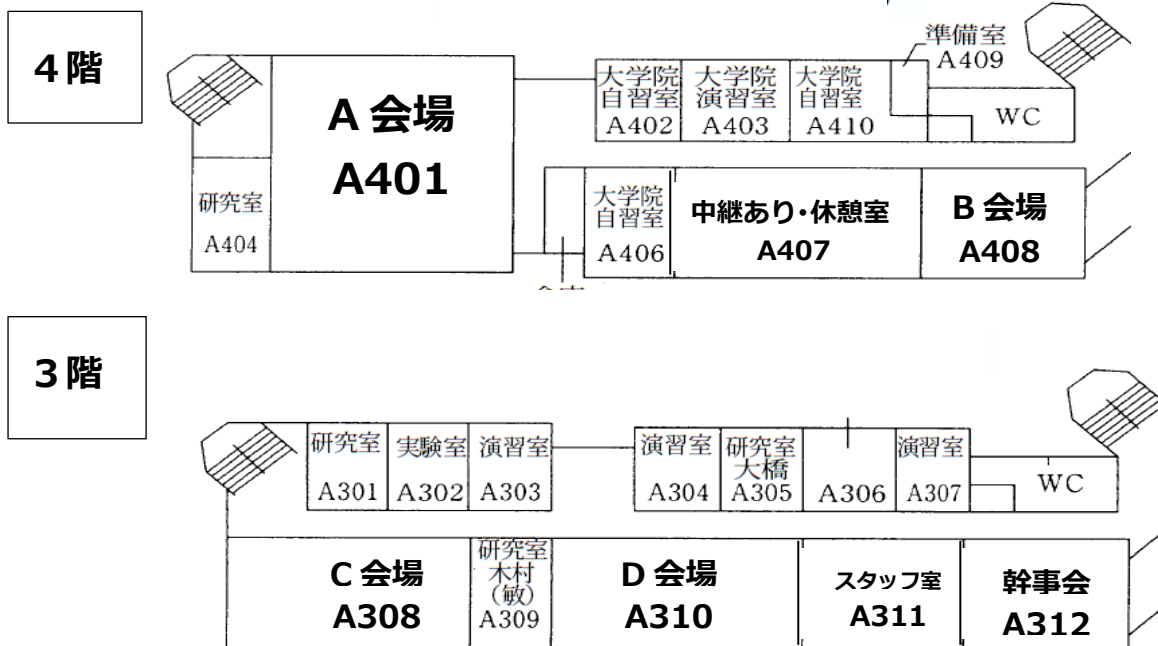 4階
準備室
A409
A会場
A401
大学院
自習室
A402
大学院
演習室
A403
大学院
自習室
A410
WC
研究室
A404
大学院
自習室
A406
中継あり・休憩室
A407
B会場
A408
3階
研究室
A301
実験室
A302
演習室
A303
演習室
A304
研究室
大橋
A305
A306
演習室
A307
WC
C会場
A308
研究室
木村
(敏)
A309
D会場
A310
スタッフ室
A311
幹事会
A312